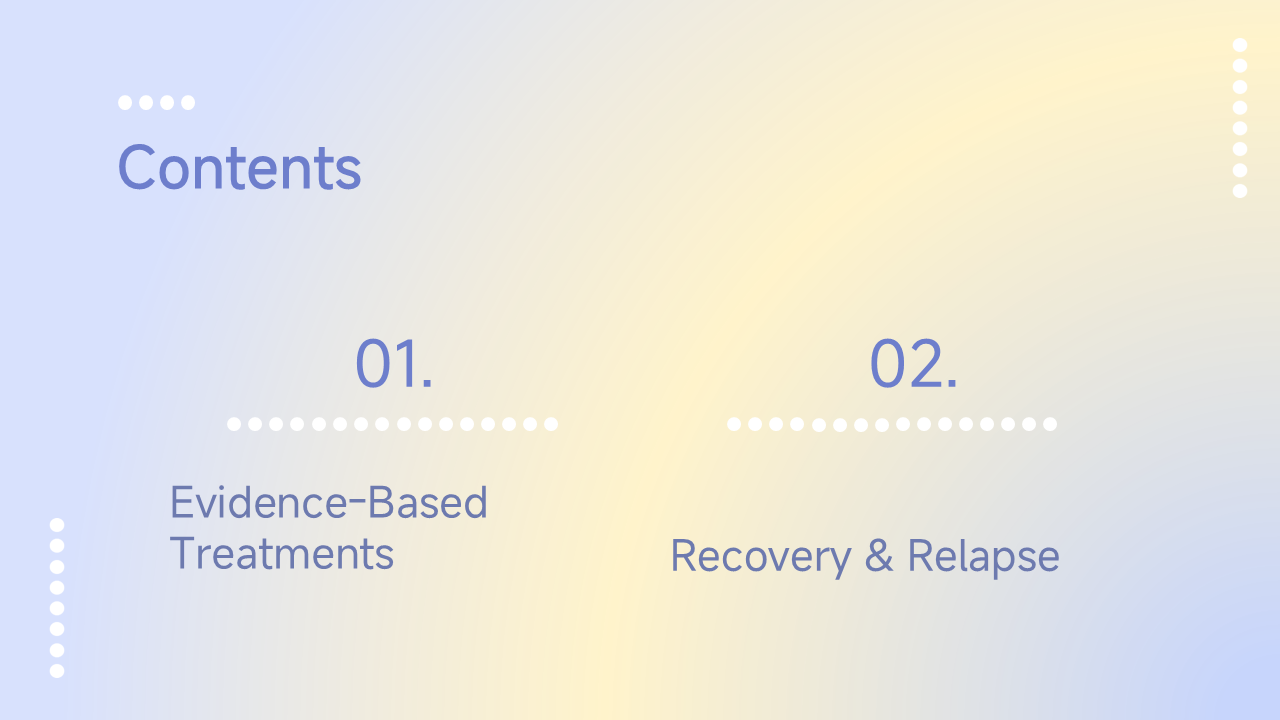 Contents
01.
Evidence-Based
Treatments
02.
Recovery & Relapse